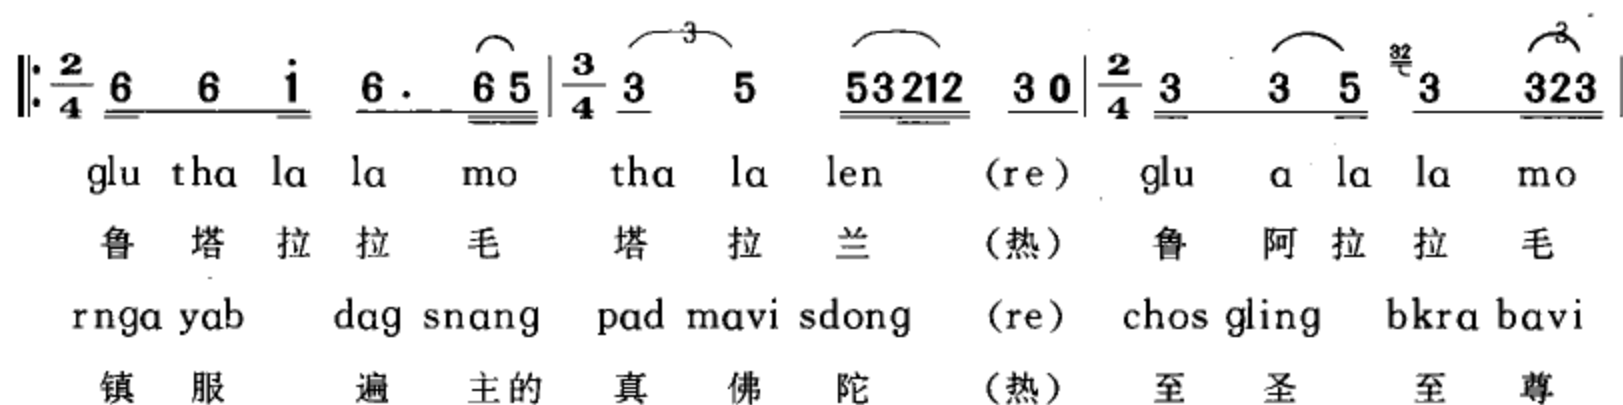 2/4 6 6 i 6. 65 3/4 3 5 53212 30 2/4 3 3 5 32 3 323
3 3
glu tha la la mo tha la len (re) glu a la la mo
鲁 塔 拉 拉 毛 塔 拉 兰 (热) 鲁 阿 拉 拉 毛
rnga yab dag snang pad mavi sdong (re) chos gling bkra bavi
镇 服 遍 主的 真 佛 陀 (热) 至 圣 至 尊